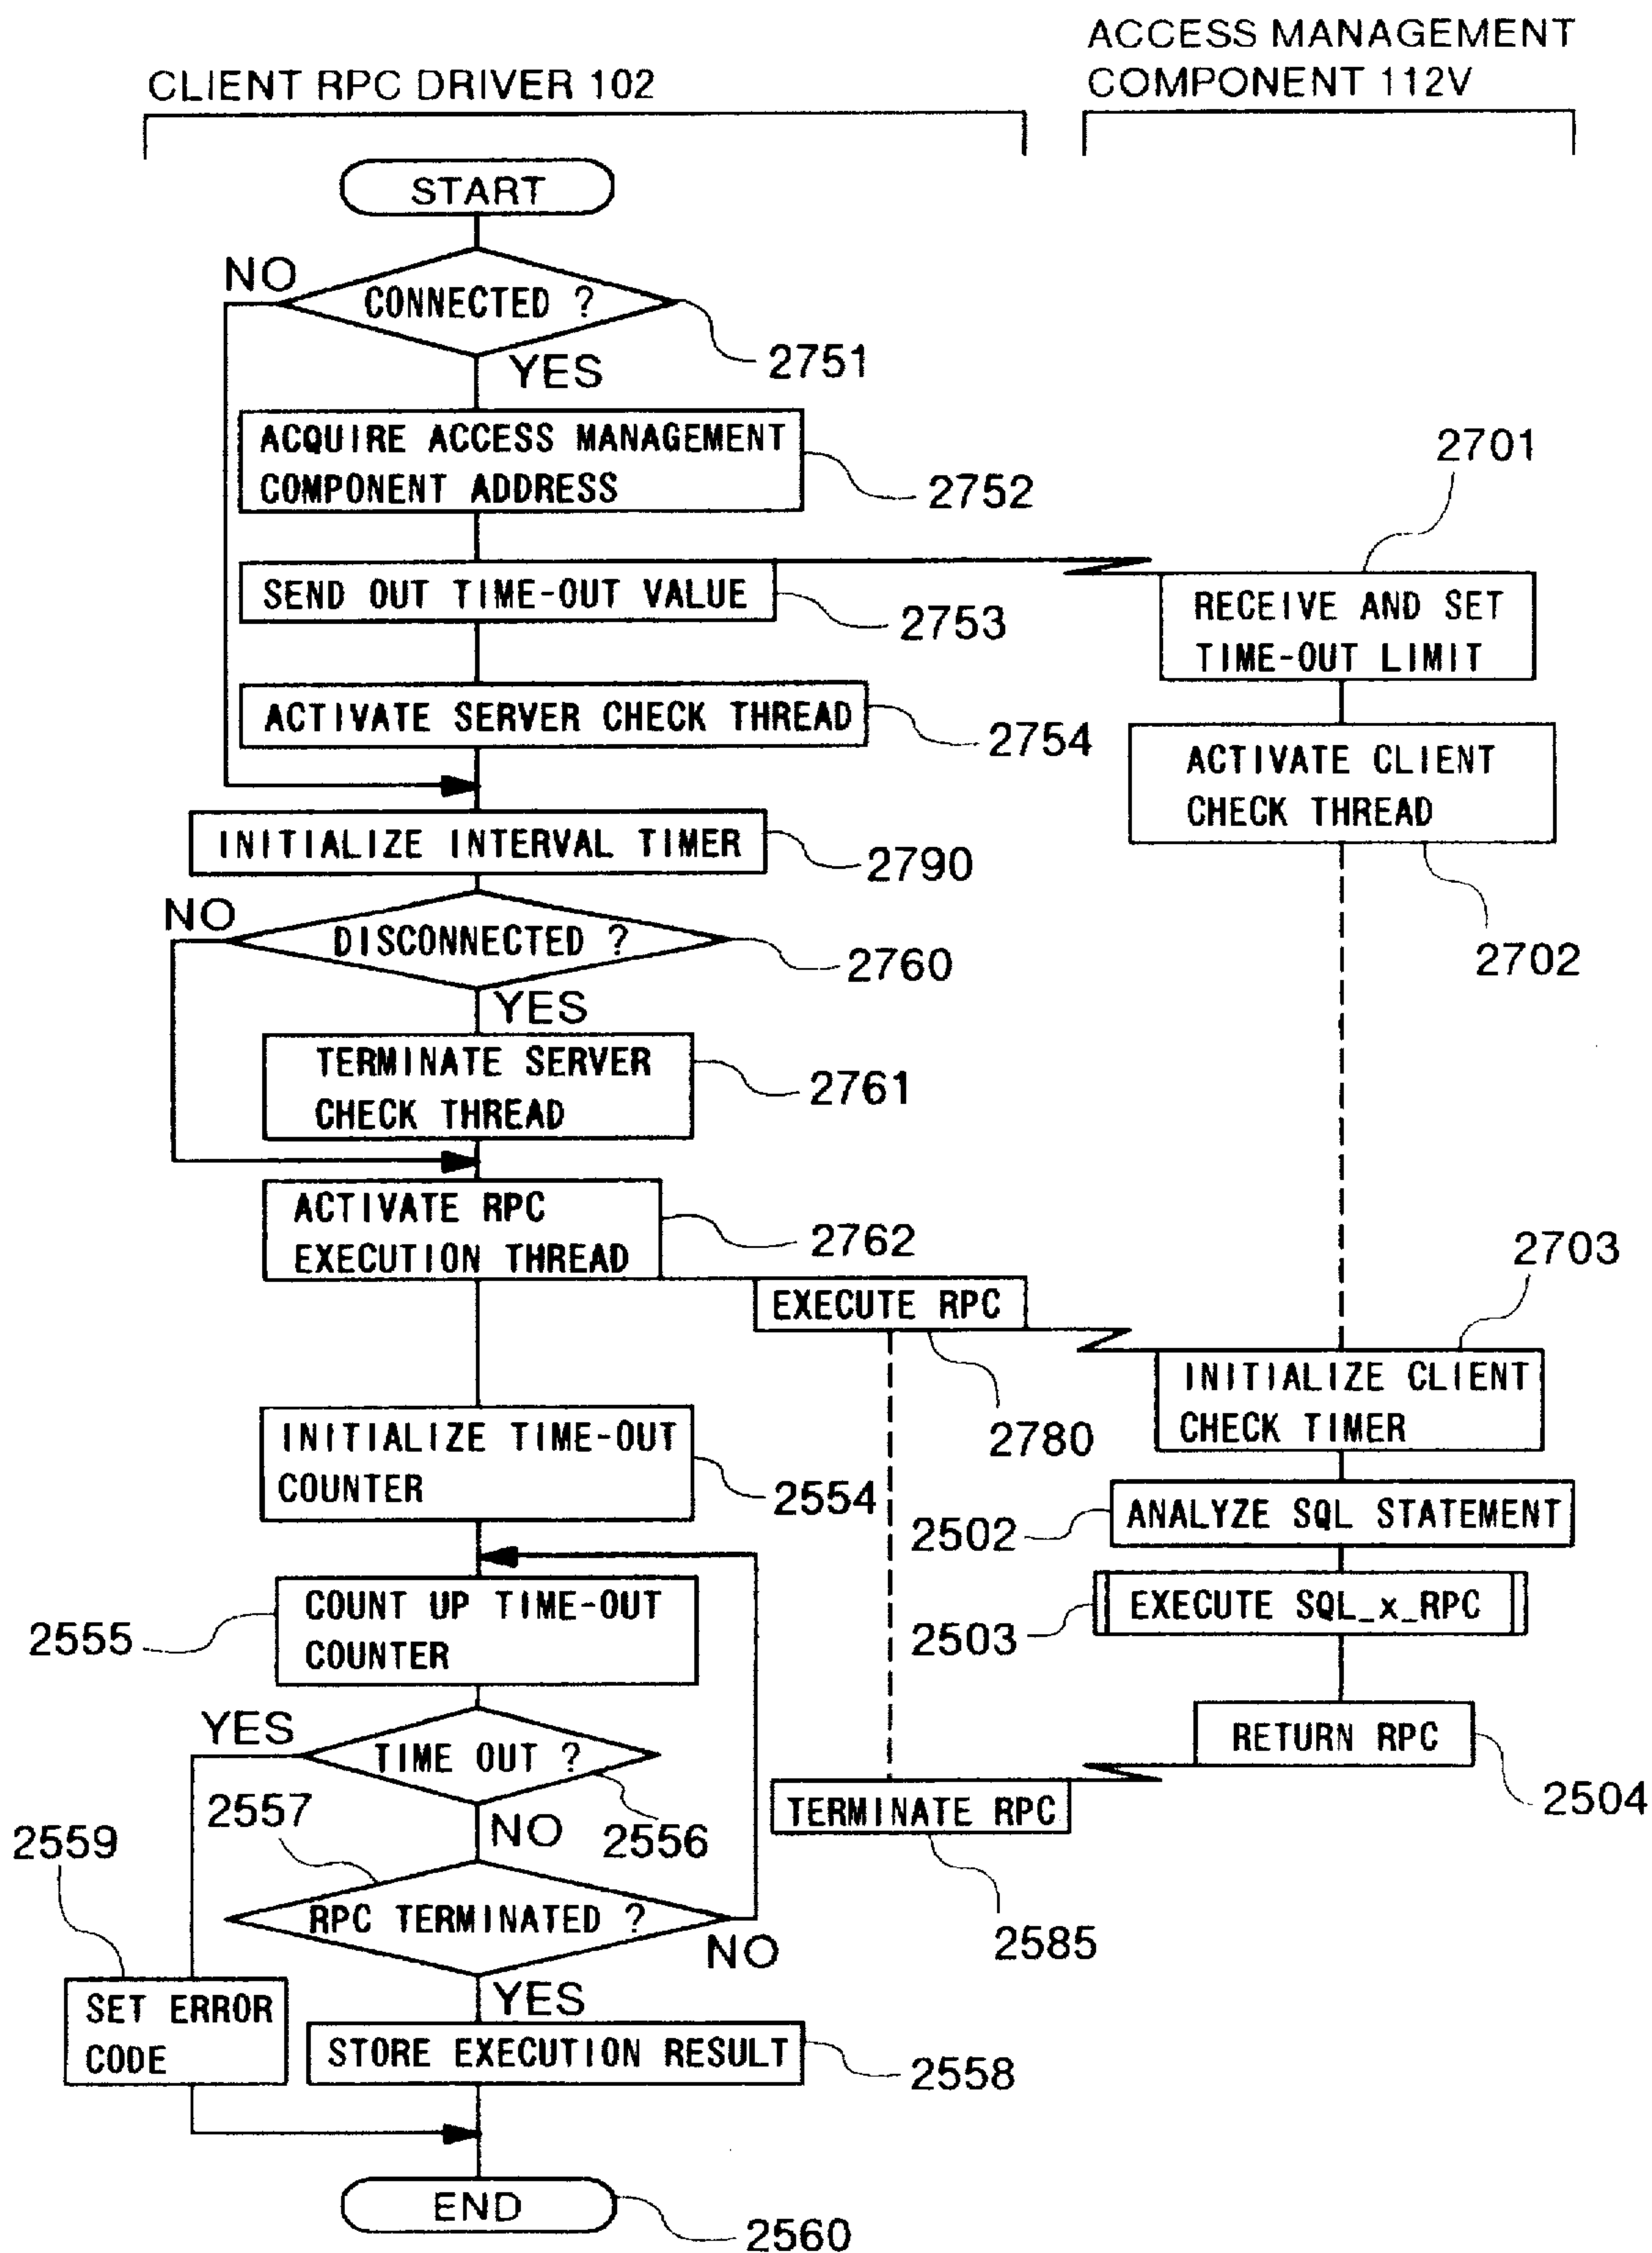 ACCESS MANAGEMENT
COMPONENT 112V
CLIENT RPC DRIVER 102
START
NO
CONNECTED ?
2751
YES
ACQUIRE ACCESS MANAGEMENT
COMPONENT ADDRESS
2752
2701
SEND OUT TIME-OUT VALUE
2753
RECEIVE AND SET
TIME-OUT LIMIT
ACTIVATE SERVER CHECK THREAD
2754
ACTIVATE CLIENT
CHECK THREAD
2702
INITIALIZE INTERVAL TIMER
2790
NO
DISCONNECTED ?
2760
YES
TERMINATE SERVER
CHECK THREAD
2761
ACTIVATE RPC
EXECUTION THREAD
2762
2703
EXECUTE RPC
2780
INITIALIZE CLIENT
CHECK TIMER
INITIALIZE TIME-OUT
COUNTER
2554
2502
ANALYZE SQL STATEMENT
COUNT UP TIME-OUT
COUNTER
2555
2503
EXECUTE SQL_x_RPC
YES
TIME OUT ?
2556
RETURN RPC
2504
2557
NO
TERMINATE RPC
2585
2559
RPC TERMINATED ?
NO
YES
SET ERROR
CODE
STORE EXECUTION RESULT
2558
END
2560